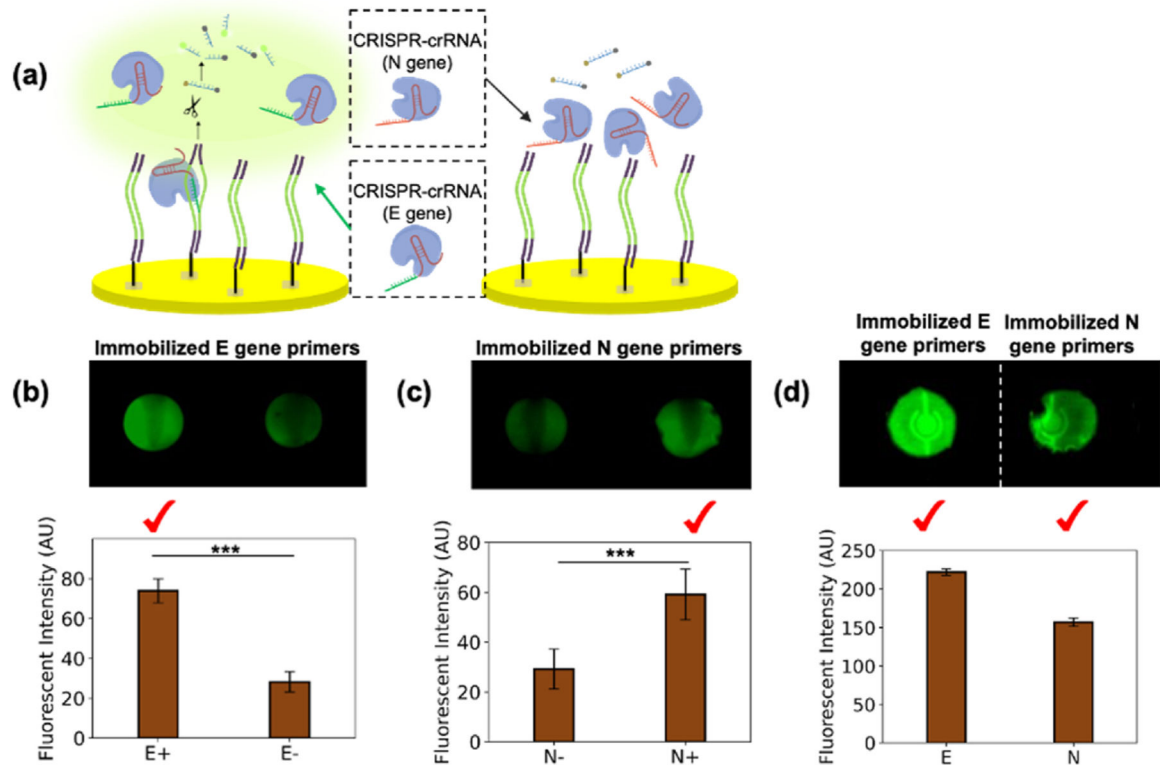 (a)
CRISPR-crRNA
(N gene)
CRISPR-crRNA
(E gene)
(b)
Immobilized E gene primers
Fluorescent Intensity (AU)
80
60
40
20
0
***
E+
E-
(c)
Immobilized N gene primers
Fluorescent Intensity (AU)
80
60
40
20
0
***
N-
N+
(d)
Immobilized E
gene primers
Immobilized N
gene primers
Fluorescent Intensity (AU)
250
200
150
100
50
0
E
N